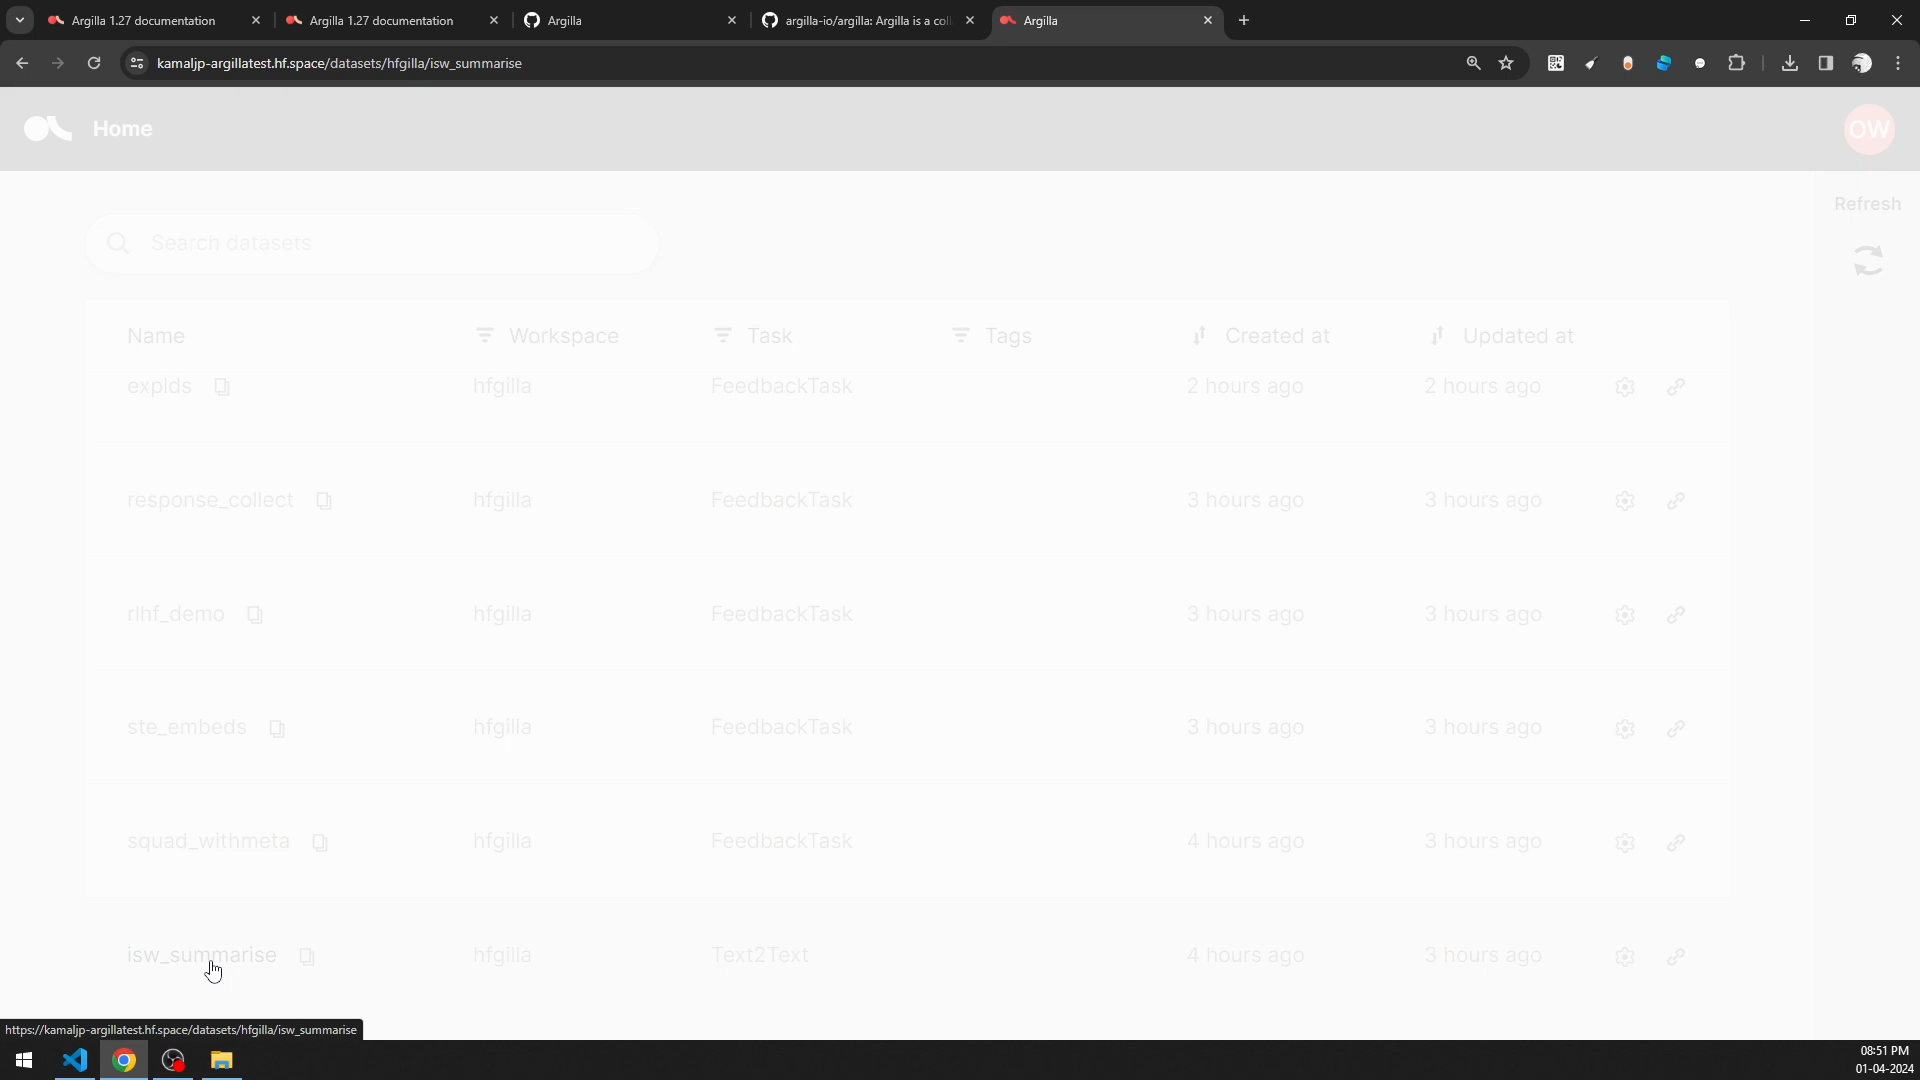 Argilla 1.27 documentation
Argilla 1.27 documentation
Argilla
argilla-io/argilla: Argilla is a coll
Argilla
kamaljp-argillatest.hf.space/datasets/hfgilla/isw_summarise
Home
OW
Refresh
Search datasets
Name Workspace Task Tags Created at Updated at
explds hfgilla FeedbackTask 2 hours ago 2 hours ago
response_collect hfgilla FeedbackTask 3 hours ago 3 hours ago
rlhf_demo hfgilla FeedbackTask 3 hours ago 3 hours ago
ste_embeds hfgilla FeedbackTask 3 hours ago 3 hours ago
squad_withmeta hfgilla FeedbackTask 4 hours ago 3 hours ago
isw_summarise hfgilla Text2Text 4 hours ago 3 hours ago
https://kamaljp-argillatest.hf.space/datasets/hfgilla/isw_summarise
08:51 PM
01-04-2024